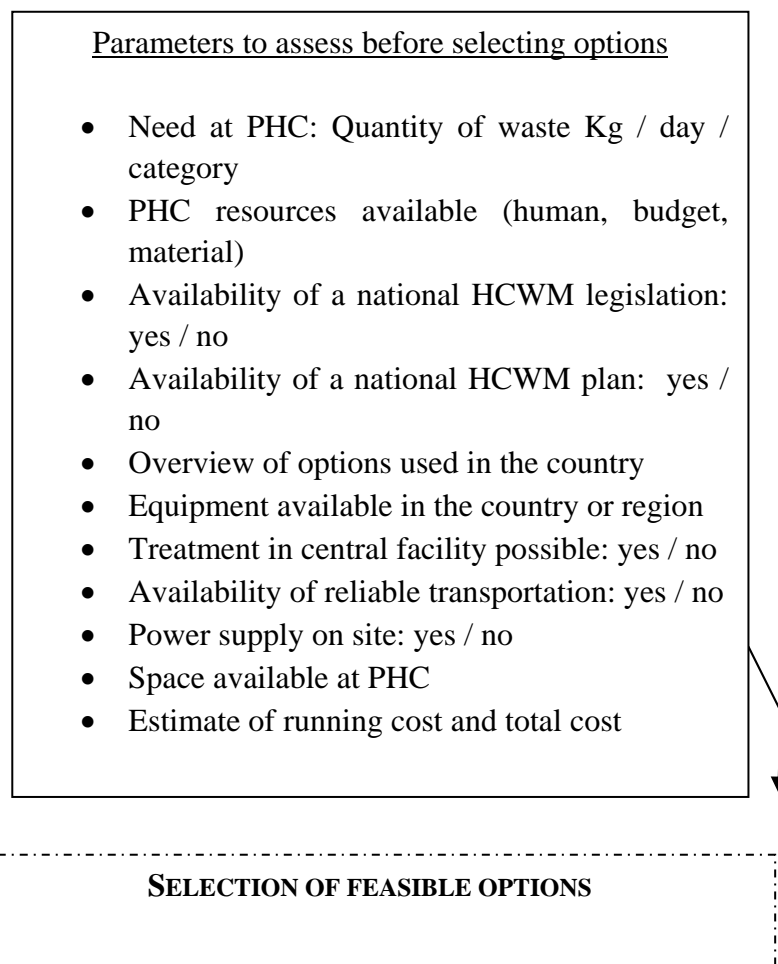 Parameters to assess before selecting options
• Need at PHC: Quantity of waste Kg / day /
category
• PHC resources available (human, budget,
material)
• Availability of a national HCWM legislation:
yes / no
• Availability of a national HCWM plan: yes /
no
• Overview of options used in the country
• Equipment available in the country or region
• Treatment in central facility possible: yes / no
• Availability of reliable transportation: yes / no
• Power supply on site: yes / no
• Space available at PHC
• Estimate of running cost and total cost
SELECTION OF FEASIBLE OPTIONS